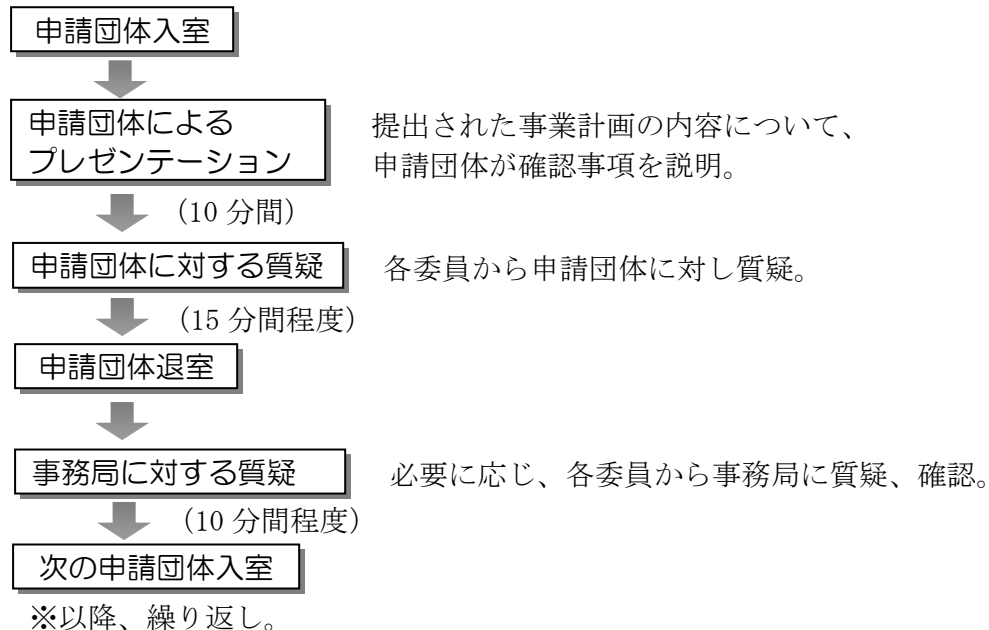 申請団体入室
申請団体による
プレゼンテーション
提出された事業計画の内容について、
申請団体が確認事項を説明。
(10 分間)
申請団体に対する質疑
各委員から申請団体に対し質疑。
(15 分間程度)
申請団体退室
事務局に対する質疑
必要に応じ、各委員から事務局に質疑、確認。
(10 分間程度)
次の申請団体入室
※以降、繰り返し。